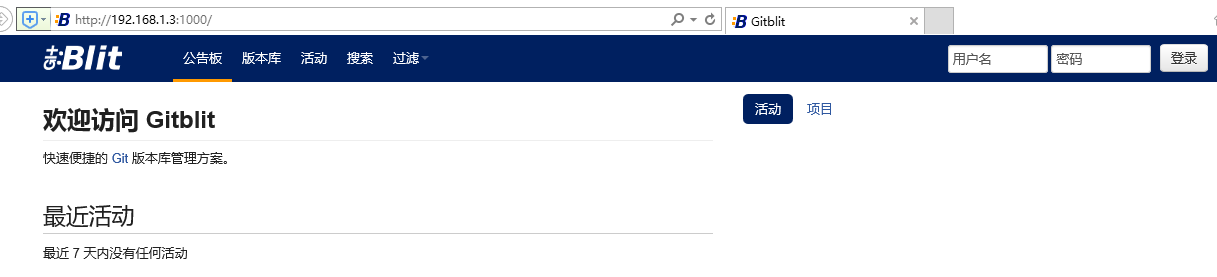 http://192.168.1.3:1000/
Gitblit
Blit 公告板 版本库 活动 搜索 过滤 用户名 密码 登录
欢迎访问 Gitblit
快速便捷的 Git 版本库管理方案。
最近活动
最近 7 天内没有任何活动
活动 项目